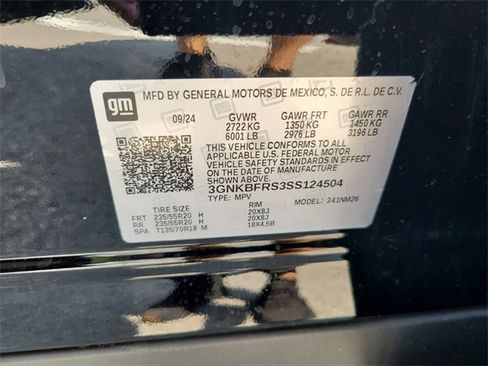 gm
MFD BY GENERAL MOTORS DE MEXICO, S. DE R.L. DE C.V.
09/24 GVWR GAWR FRT GAWR RR
2722 KG 1350 KG 1450 KG
6001 LB 2976 LB 3196 LB
THIS VEHICLE CONFORMS TO ALL
APPLICABLE U.S. FEDERAL MOTOR
VEHICLE SAFETY STANDARDS IN EFFECT
ON THE DATE OF MANUFACTURE SHOWN ABOVE.
3GNKBFRS3SS124504
TYPE: MPV MODEL: 341NM26
TIRE SIZE RIM
FRT 235/55R20 H 20X8J
RR 235/55R20 H 20X8J
SPA T135/70R18 M 18X4.5B